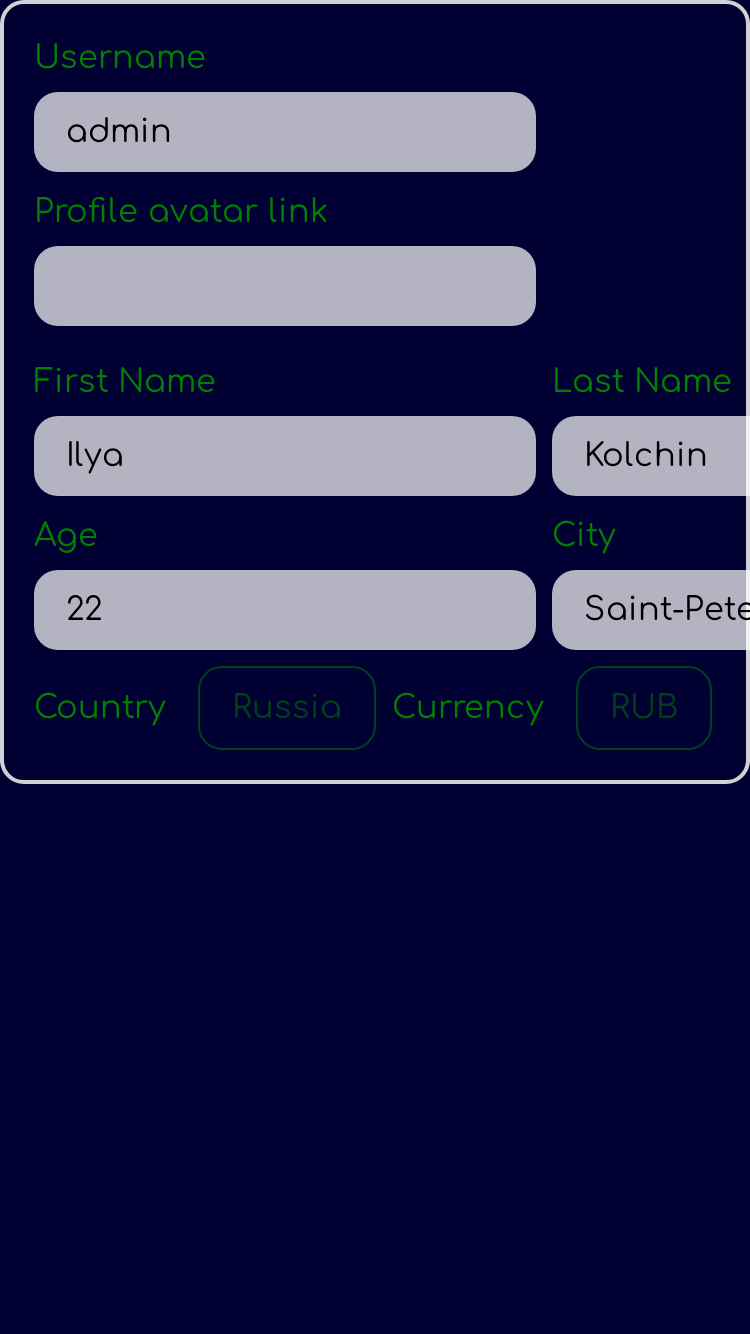 Username
admin
Profile avatar link
First Name Last Name
Ilya Kolchin
Age City
22 Saint-Pete
Country Russia Currency RUB